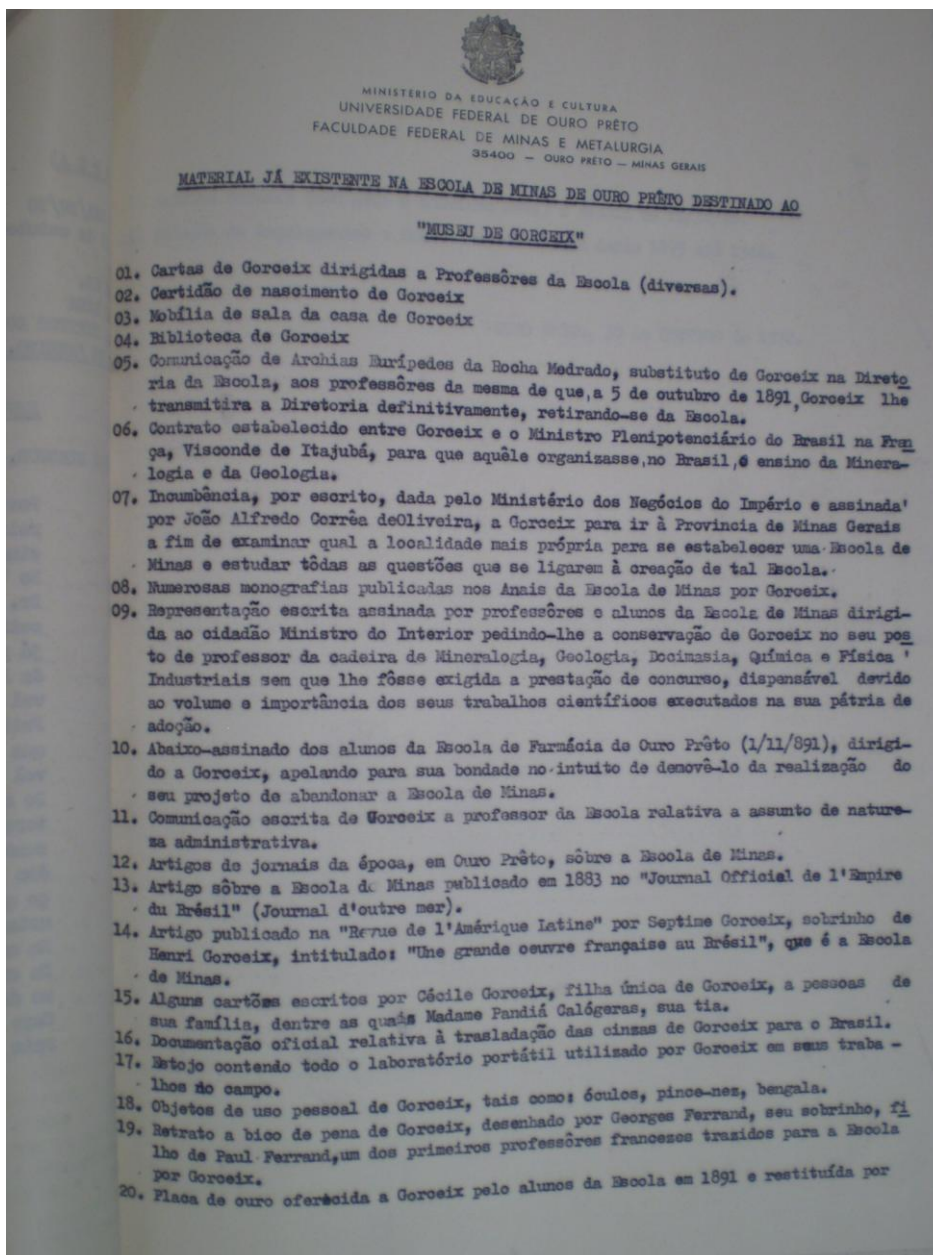 MINISTÉRIO DA EDUCAÇÃO E CULTURA
UNIVERSIDADE FEDERAL DE OURO PRÊTO
FACULDADE FEDERAL DE MINAS E METALURGIA
35400 — OURO PRÊTO — MINAS GERAIS
MATERIAL JÁ EXISTENTE NA ESCOLA DE MINAS DE OURO PRÊTO DESTINADO AO
"MUSEU DE GORCEIX"
01. Cartas de Gorceix dirigidas a Professôres da Escola (diversas).
02. Certidão de nascimento de Gorceix
03. Mobília de sala da casa de Gorceix
04. Biblioteca de Gorceix
05. Comunicação de Archias Eurípedes da Rocha Medrado, substituto de Gorceix na Direto
ria da Escola, aos professôres da mesma de que,a 5 de outubro de 1891,Gorceix lhe
transmitira a Diretoria definitivamente, retirando-se da Escola.
06. Contrato estabelecido entre Gorceix e o Ministro Plenipotenciário do Brasil na Fran
ça, Visconde de Itajubá, para que aquêle organizasse,no Brasil,o ensino da Minera-
logia e da Geologia.
07. Incumbência, por escrito, dada pelo Ministério dos Negócios do Império e assinada'
por João Alfredo Corrêa deOliveira, a Gorceix para ir à Provincia de Minas Gerais
a fim de examinar qual a localidade mais própria para se estabelecer uma Escola de
Minas e estudar tôdas as questões que se ligarem à creação de tal Escola.
08. Numerosas monografias publicadas nos Anais da Escola de Minas por Gorceix.
09. Representação escrita assinada por professôres e alunos da Escola de Minas dirigi-
da ao cidadão Ministro do Interior pedindo-lhe a conservação de Gorceix no seu pos
to de professor da cadeira de Mineralogia, Geologia, Docimasia, Química e Física '
Industriais sem que lhe fôsse exigida a prestação de concurso, dispensável devido
ao volume e importância dos seus trabalhos científicos executados na sua pátria de
adoção.
10. Abaixo-assinado dos alunos da Escola de Farmácia de Ouro Prêto (1/11/891), dirigi-
do a Gorceix, apelando para sua bondade no intuito de demovê-lo da realização do
seu projeto de abandonar a Escola de Minas.
11. Comunicação escrita de Gorceix a professor da Escola relativa a assunto de nature-
za administrativa.
12. Artigos de jornais da época, em Ouro Prêto, sôbre a Escola de Minas.
13. Artigo sôbre a Escola de Minas publicado em 1883 no "Journal Official de l'Empire
du Brésil" (Journal d'outre mer).
14. Artigo publicado na "Revue de l'Amérique Latine" por Septime Gorceix, sobrinho de
Henri Gorceix, intitulado: "Une grande oeuvre française au Brésil", que é a Escola
de Minas.
15. Alguns cartões escritos por Cécile Gorceix, filha única de Gorceix, a pessoas de
sua família, dentre as quais Madame Pandiá Calógeras, sua tia.
16. Documentação oficial relativa à trasladação das cinzas de Gorceix para o Brasil.
17. Estojo contendo todo o laboratório portátil utilizado por Gorceix em seus traba -
lhos no campo.
18. Objetos de uso pessoal de Gorceix, tais como: óculos, pince-nez, bengala.
19. Retrato a bico de pena de Gorceix, desenhado por Georges Ferrand, seu sobrinho, fi
lho de Paul Ferrand,um dos primeiros professôres francezes trazidos para a Escola
por Gorceix.
20. Placa de ouro oferecida a Gorceix pelo alunos da Escola em 1891 e restituída por